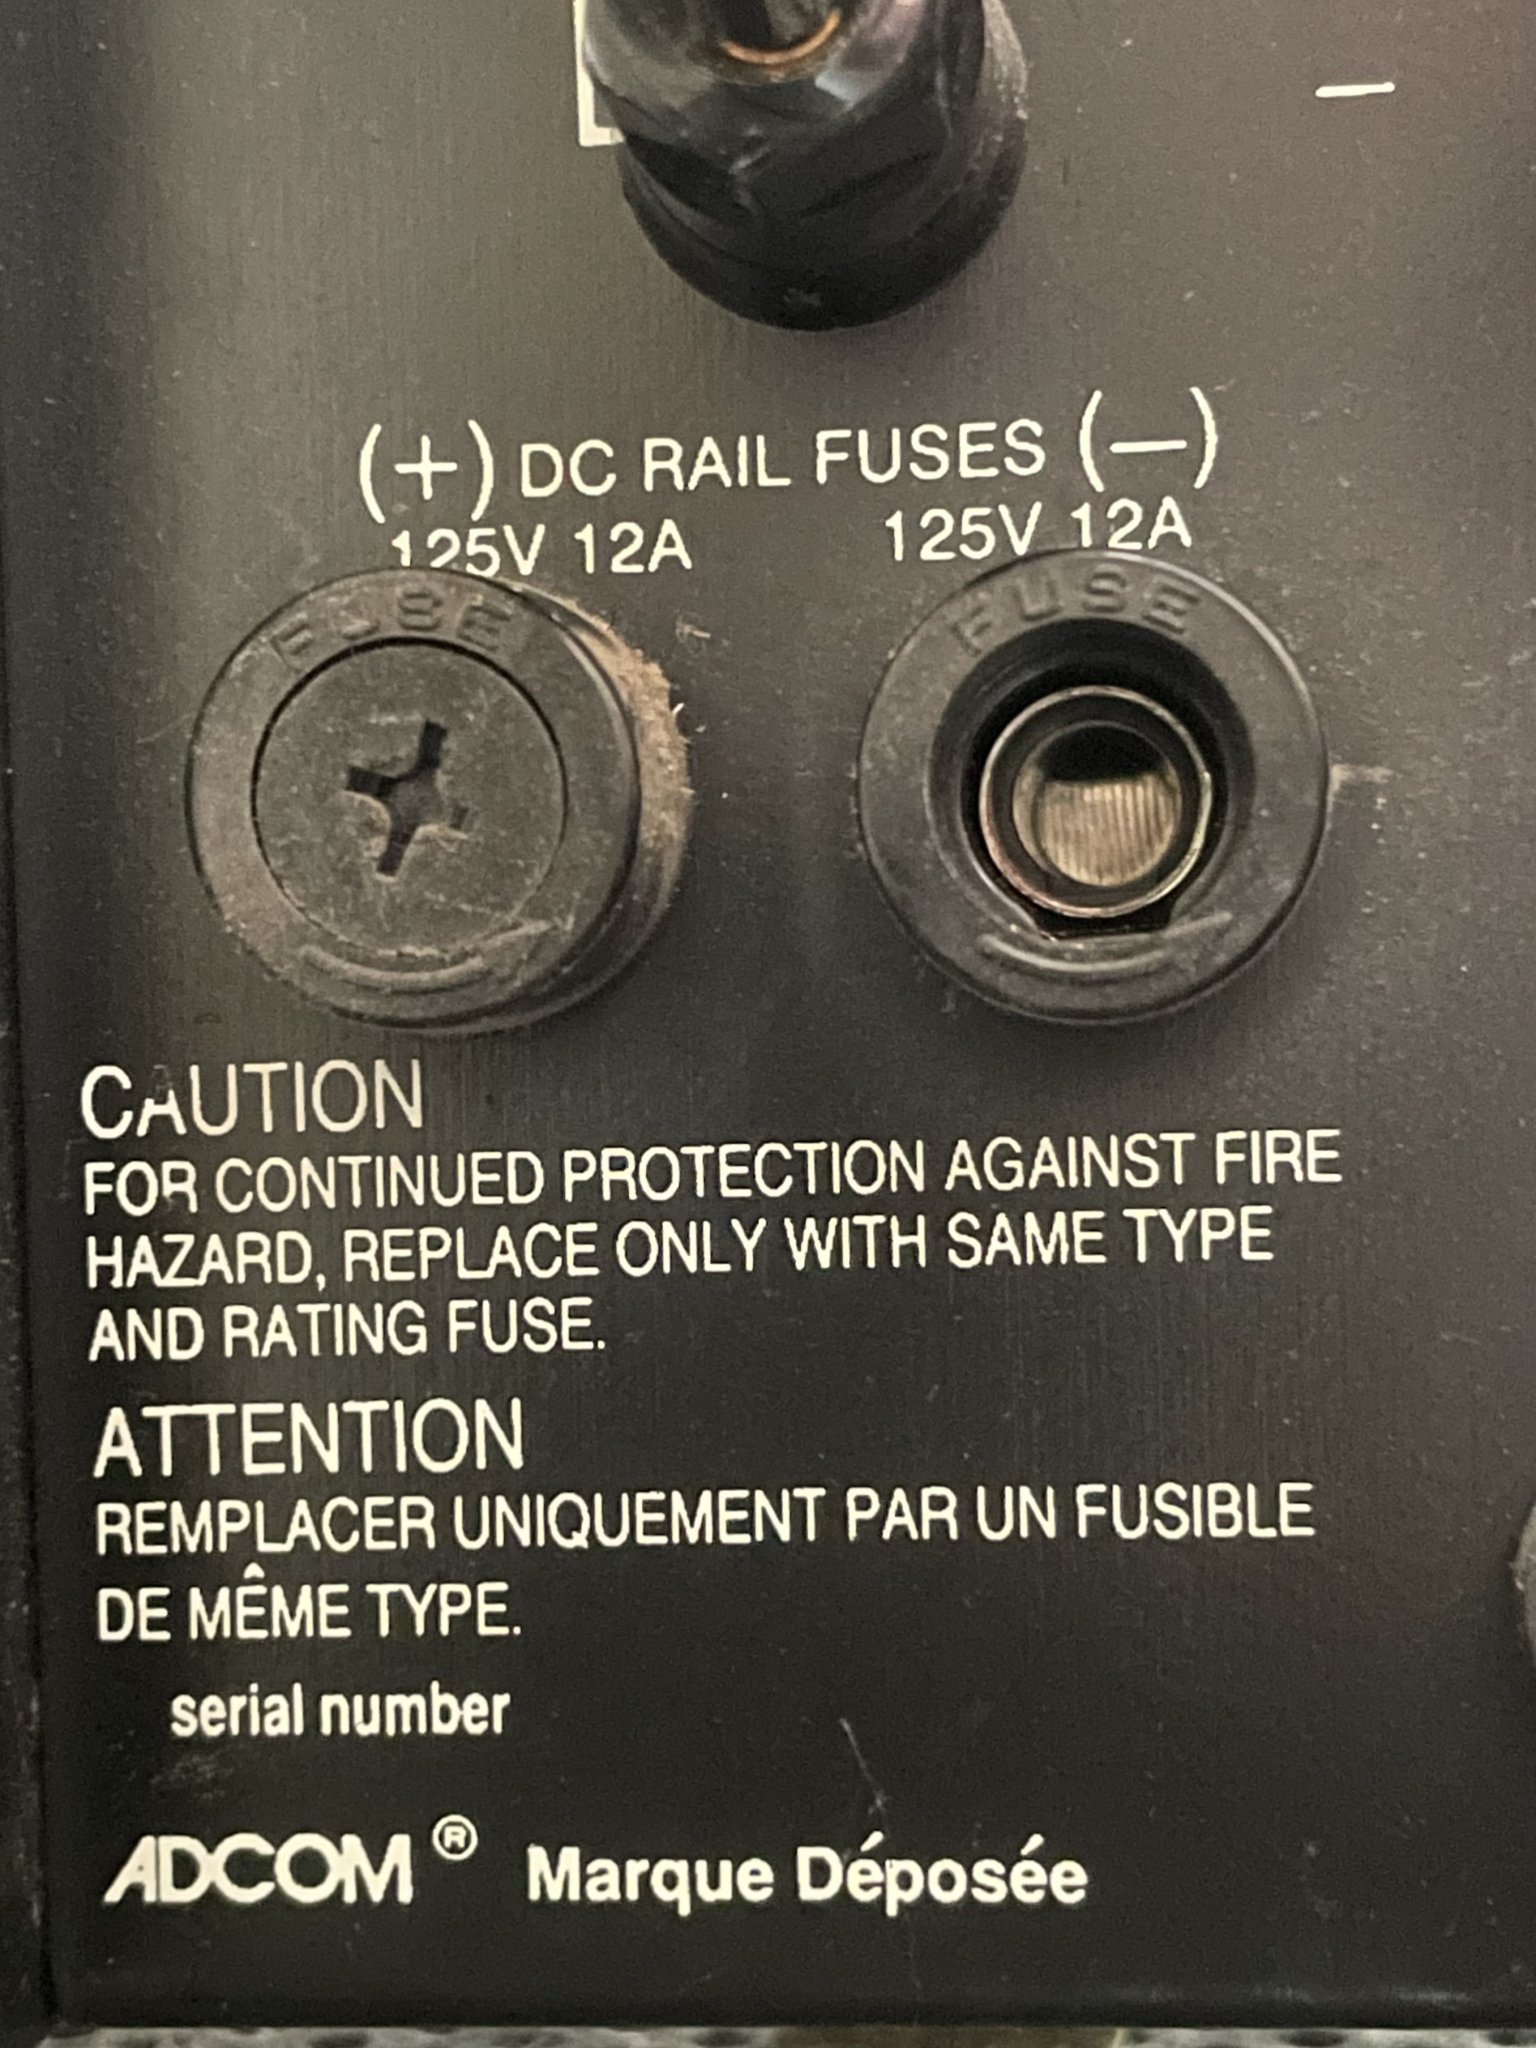 (+) DC RAIL FUSES (—)
125V 12A 125V 12A
FUSE FUSE
CAUTION
FOR CONTINUED PROTECTION AGAINST FIRE
HAZARD, REPLACE ONLY WITH SAME TYPE
AND RATING FUSE.
ATTENTION
REMPLACER UNIQUEMENT PAR UN FUSIBLE
DE MÊME TYPE.
serial number
ADCOM® Marque Déposée